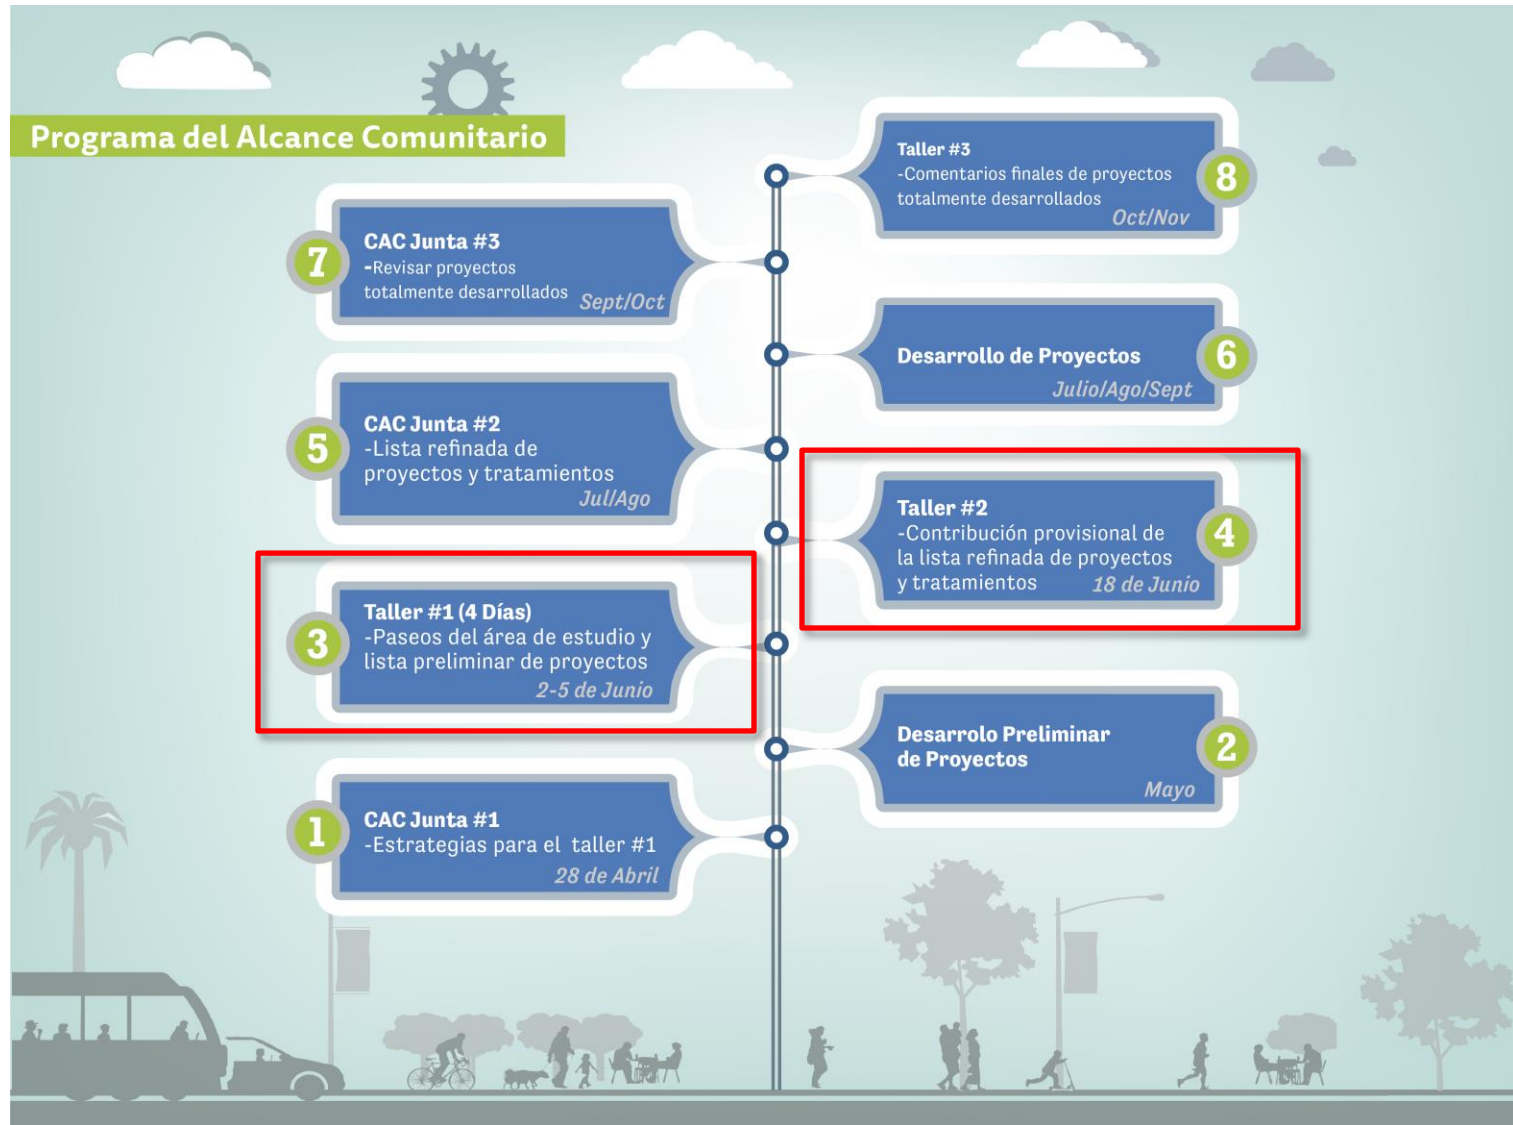 Programa del Alcance Comunitario
Taller #3
-Comentarios finales de proyectos
totalmente desarrollados
Oct/Nov
8
7
CAC Junta #3
-Revisar proyectos
totalmente desarrollados
Sept/Oct
Desarrollo de Proyectos
Julio/Ago/Sept
6
5
CAC Junta #2
-Lista refinada de
proyectos y tratamientos
Jul/Ago
Taller #2
-Contribución provisional de
la lista refinada de proyectos
y tratamientos 18 de Junio
4
3
Taller #1 (4 Días)
-Paseos del área de estudio y
lista preliminar de proyectos
2-5 de Junio
Desarrolo Preliminar
de Proyectos
Mayo
2
1
CAC Junta #1
-Estrategias para el taller #1
28 de Abril